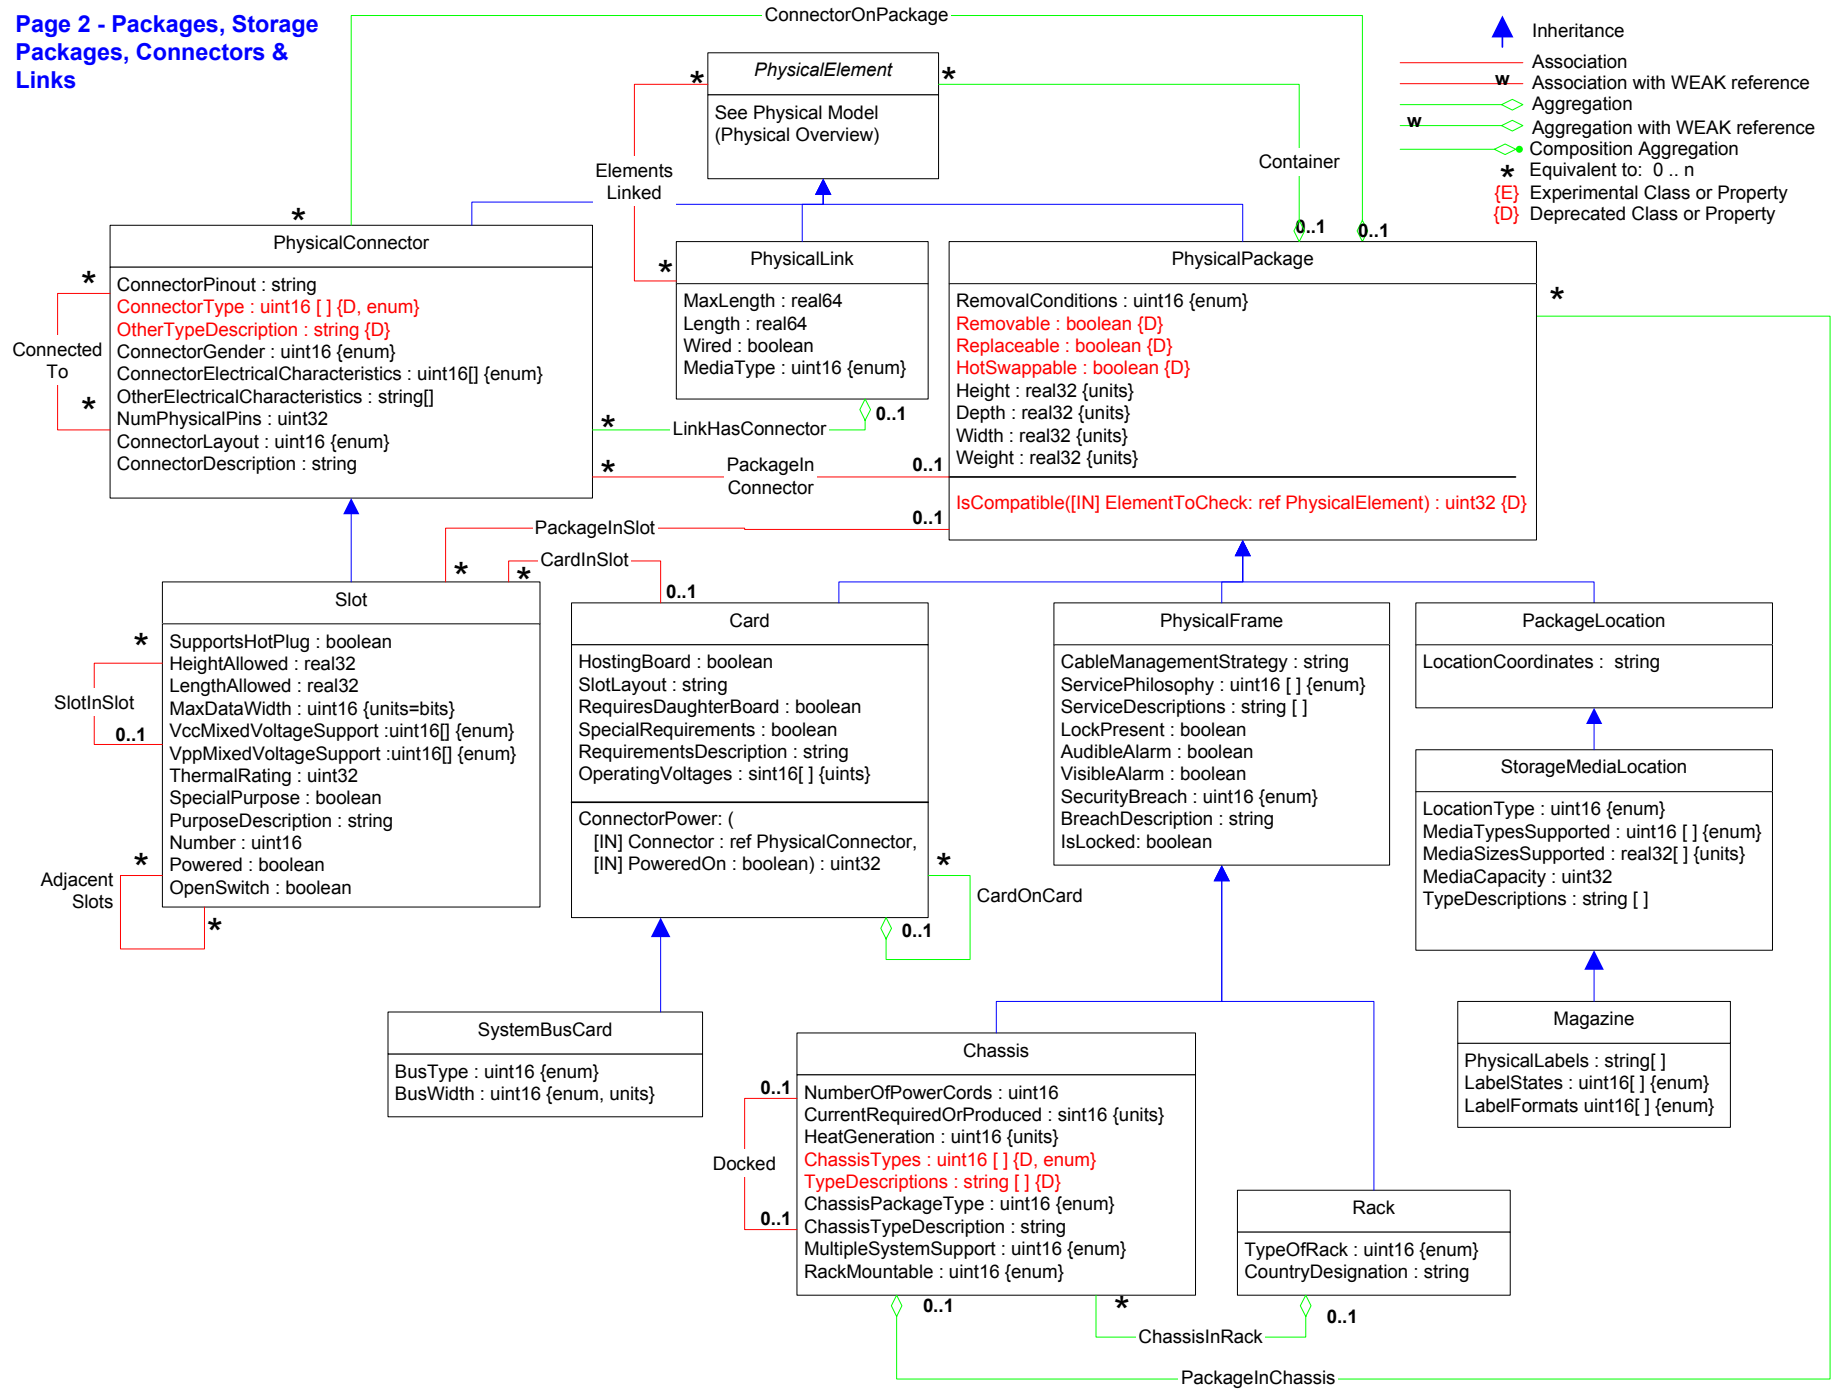 Page 2 - Packages, Storage
Packages, Connectors &
Links
ConnectorOnPackage
Inheritance
Association
w
Association with WEAK reference
Aggregation
w
Aggregation with WEAK reference
Composition Aggregation
*
Equivalent to: 0 .. n
{E} Experimental Class or Property
{D} Deprecated Class or Property
PhysicalElement
See Physical Model
(Physical Overview)
*
*
Elements
Linked
*
Container
0..1
0..1
*
PhysicalConnector
ConnectorPinout : string
ConnectorType : uint16 [ ] {D, enum}
OtherTypeDescription : string {D}
ConnectorGender : uint16 {enum}
ConnectorElectricalCharacteristics : uint16[] {enum}
OtherElectricalCharacteristics : string[]
NumPhysicalPins : uint32
ConnectorLayout : uint16 {enum}
ConnectorDescription : string
*
Connected
To
*
PhysicalLink
MaxLength : real64
Length : real64
Wired : boolean
MediaType : uint16 {enum}
0..1
*
LinkHasConnector
*
PackageIn
Connector
0..1
PhysicalPackage
RemovalConditions : uint16 {enum}
Removable : boolean {D}
Replaceable : boolean {D}
HotSwappable : boolean {D}
Height : real32 {units}
Depth : real32 {units}
Width : real32 {units}
Weight : real32 {units}
IsCompatible([IN] ElementToCheck: ref PhysicalElement) : uint32 {D}
*
PackageInSlot
0..1
*
CardInSlot
*
0..1
Slot
SupportsHotPlug : boolean
HeightAllowed : real32
LengthAllowed : real32
MaxDataWidth : uint16 {units=bits}
VccMixedVoltageSupport :uint16[] {enum}
VppMixedVoltageSupport :uint16[] {enum}
ThermalRating : uint32
SpecialPurpose : boolean
PurposeDescription : string
Number : uint16
Powered : boolean
OpenSwitch : boolean
*
SlotInSlot
0..1
*
Adjacent
Slots
*
Card
HostingBoard : boolean
SlotLayout : string
RequiresDaughterBoard : boolean
SpecialRequirements : boolean
RequirementsDescription : string
OperatingVoltages : sint16[ ] {uints}
ConnectorPower: (
[IN] Connector : ref PhysicalConnector,
[IN] PoweredOn : boolean) : uint32
*
CardOnCard
0..1
PhysicalFrame
CableManagementStrategy : string
ServicePhilosophy : uint16 [ ] {enum}
ServiceDescriptions : string [ ]
LockPresent : boolean
AudibleAlarm : boolean
VisibleAlarm : boolean
SecurityBreach : uint16 {enum}
BreachDescription : string
IsLocked: boolean
PackageLocation
LocationCoordinates : string
StorageMediaLocation
LocationType : uint16 {enum}
MediaTypesSupported : uint16 [ ] {enum}
MediaSizesSupported : real32[ ] {units}
MediaCapacity : uint32
TypeDescriptions : string [ ]
SystemBusCard
BusType : uint16 {enum}
BusWidth : uint16 {enum, units}
Chassis
NumberOfPowerCords : uint16
CurrentRequiredOrProduced : sint16 {units}
HeatGeneration : uint16 {units}
ChassisTypes : uint16 [ ] {D, enum}
TypeDescriptions : string [ ] {D}
ChassisPackageType : uint16 {enum}
ChassisTypeDescription : string
MultipleSystemSupport : uint16 {enum}
RackMountable : uint16 {enum}
0..1
Docked
0..1
Magazine
PhysicalLabels : string[ ]
LabelStates : uint16[ ] {enum}
LabelFormats uint16[ ] {enum}
Rack
TypeOfRack : uint16 {enum}
CountryDesignation : string
0..1
*
ChassisInRack
0..1
PackageInChassis